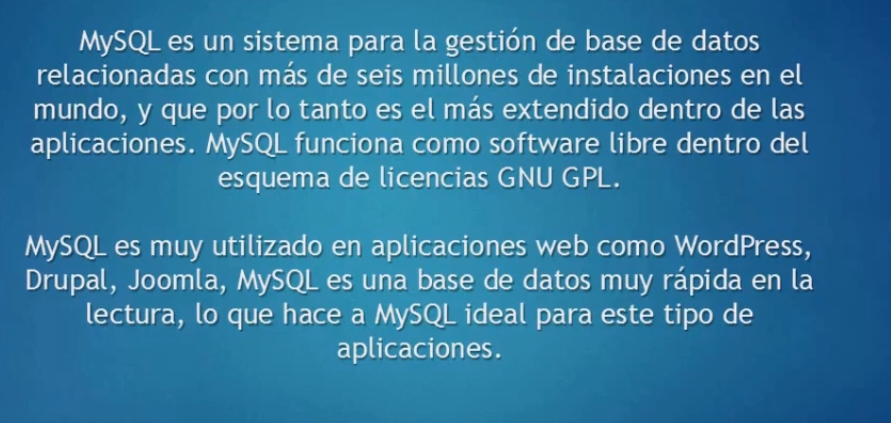 MySQL es un sistema para la gestión de base de datos
relacionadas con más de seis millones de instalaciones en el
mundo, y que por lo tanto es el más extendido dentro de las
aplicaciones. MySQL funciona como software libre dentro del
esquema de licencias GNU GPL.
MySQL es muy utilizado en aplicaciones web como WordPress,
Drupal, Joomla, MySQL es una base de datos muy rápida en la
lectura, lo que hace a MySQL ideal para este tipo de
aplicaciones.